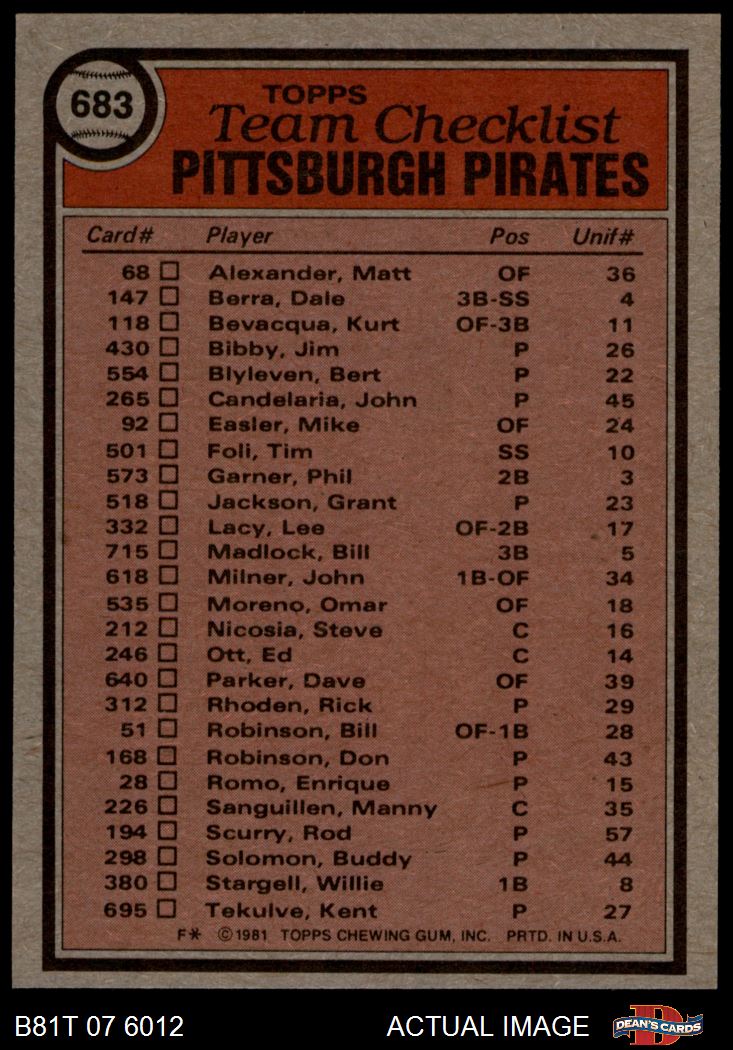 683
TOPPS
Team Checklist
PITTSBURGH PIRATES
Card# Player Pos Unif#
68 Alexander, Matt OF 36
147 Berra, Dale 3B-SS 4
118 Bevacqua, Kurt OF-3B 11
430 Bibby, Jim P 26
554 Blyleven, Bert P 22
265 Candelaria, John P 45
92 Easler, Mike OF 24
501 Foli, Tim SS 10
573 Garner, Phil 2B 3
518 Jackson, Grant P 23
332 Lacy, Lee OF-2B 17
715 Madlock, Bill 3B 5
618 Milner, John 1B-OF 34
535 Moreno, Omar OF 18
212 Nicosia, Steve C 16
246 Ott, Ed C 14
640 Parker, Dave OF 39
312 Rhoden, Rick P 29
51 Robinson, Bill OF-1B 28
168 Robinson, Don P 43
28 Romo, Enrique P 15
226 Sanguillen, Manny C 35
194 Scurry, Rod P 57
298 Solomon, Buddy P 44
380 Stargell, Willie 1B 8
695 Tekulve, Kent P 27
F* ©1981 TOPPS CHEWING GUM, INC. PRTD. IN U.S.A.
B81T 07 6012 ACTUAL IMAGE DEAN'S CARDS